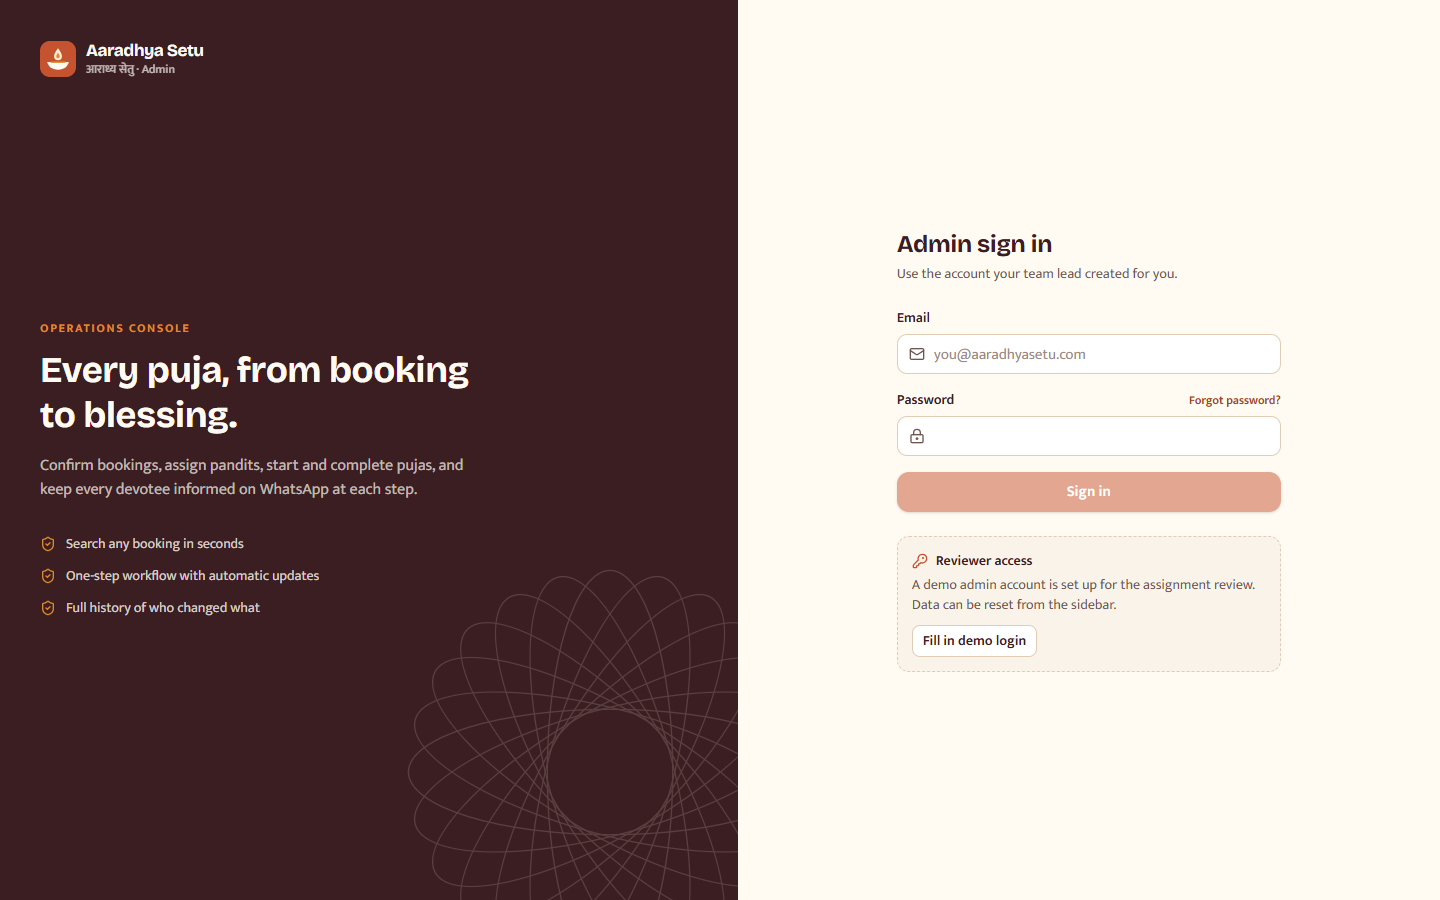 Aaradhya Setu
आराध्य सेतु · Admin
OPERATIONS CONSOLE
Every puja, from booking
to blessing.
Confirm bookings, assign pandits, start and complete pujas, and
keep every devotee informed on WhatsApp at each step.
Search any booking in seconds
One-step workflow with automatic updates
Full history of who changed what
Admin sign in
Use the account your team lead created for you.
Email
you@aaradhyasetu.com
Password
Forgot password?
Sign in
Reviewer access
A demo admin account is set up for the assignment review.
Data can be reset from the sidebar.
Fill in demo login